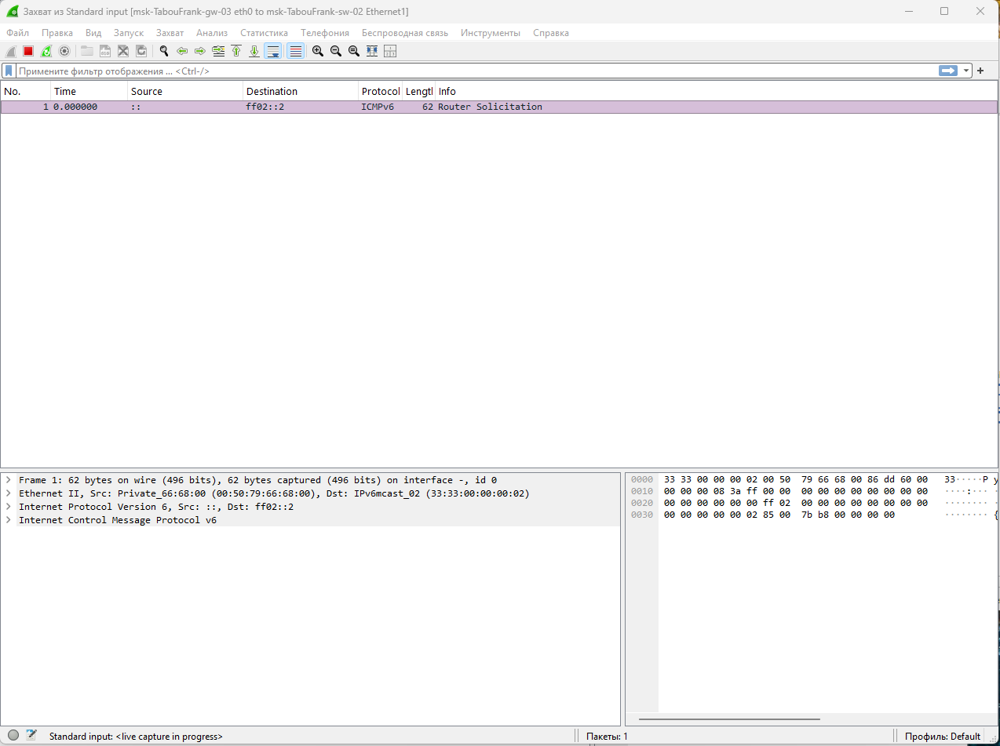 Захват из Standard input [msk-TabouFrank-gw-03 eth0 to msk-TabouFrank-sw-02 Ethernet1]
Файл Правка Вид Запуск Захват Анализ Статистика Телефония Беспроводная связь Инструменты Справка
Примените фильтр отображения ... <Ctrl-/>
No. Time Source Destination Protocol Lengtl Info
1 0.000000 :: ff02::2 ICMPv6 62 Router Solicitation
Frame 1: 62 bytes on wire (496 bits), 62 bytes captured (496 bits) on interface -, id 0
Ethernet II, Src: Private_66:68:00 (00:50:79:66:68:00), Dst: IPv6mcast_02 (33:33:00:00:00:02)
Internet Protocol Version 6, Src: ::, Dst: ff02::2
Internet Control Message Protocol v6
0000 33 33 00 00 00 02 00 50 79 66 68 00 86 dd 60 00 33·····P y
0010 00 00 00 08 3a ff 00 00 00 00 00 00 00 00 00 00 ····:··· ·
0020 00 00 00 00 00 00 ff 02 00 00 00 00 00 00 00 00 ········ ·
0030 00 00 00 00 00 02 85 00 7b b8 00 00 00 00 ········ {
Standard input: <live capture in progress>
Пакеты: 1
Профиль: Default